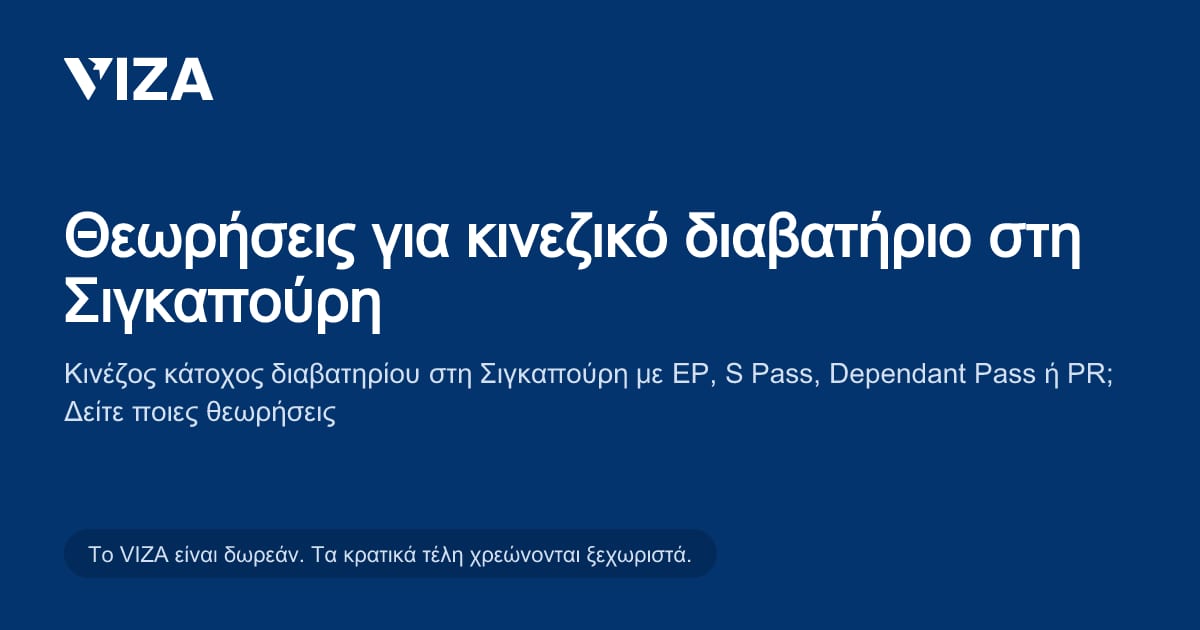 VIZA
Θεωρήσεις για κινεζικό διαβατήριο στη
Σιγκαπούρη
Κινέζος κάτοχος διαβατηρίου στη Σιγκαπούρη με EP, S Pass, Dependant Pass ή PR;
Δείτε ποιες θεωρήσεις
Το VIZA είναι δωρεάν. Τα κρατικά τέλη χρεώνονται ξεχωριστά.